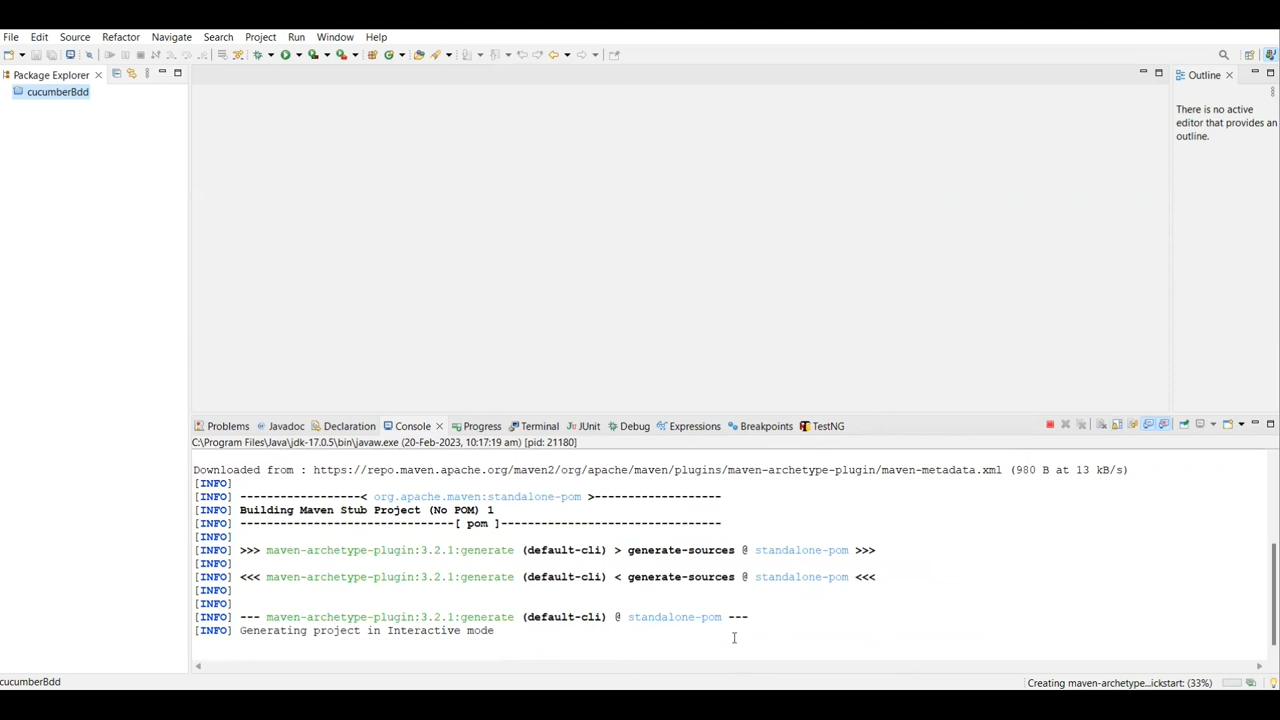 File Edit Source Refactor Navigate Search Project Run Window Help
Package Explorer
cucumberBdd
Outline
There is no active
editor that provides an
outline.
Problems Javadoc Declaration Console Progress Terminal JUnit Debug Expressions Breakpoints TestNG
C:\Program Files\Java\jdk-17.0.5\bin\javaw.exe (20-Feb-2023, 10:17:19 am) [pid: 21180]
Downloaded from : https://repo.maven.apache.org/maven2/org/apache/maven/plugins/maven-archetype-plugin/maven-metadata.xml (980 B at 13 kB/s)
[INFO]
[INFO] ------------------< org.apache.maven:standalone-pom >-------------------
[INFO] Building Maven Stub Project (No POM) 1
[INFO] --------------------------------[ pom ]---------------------------------
[INFO]
[INFO] >>> maven-archetype-plugin:3.2.1:generate (default-cli) > generate-sources @ standalone-pom >>>
[INFO]
[INFO] <<< maven-archetype-plugin:3.2.1:generate (default-cli) < generate-sources @ standalone-pom <<<
[INFO]
[INFO]
[INFO] --- maven-archetype-plugin:3.2.1:generate (default-cli) @ standalone-pom ---
[INFO] Generating project in Interactive mode
cucumberBdd
Creating maven-archetype...ickstart: (33%)